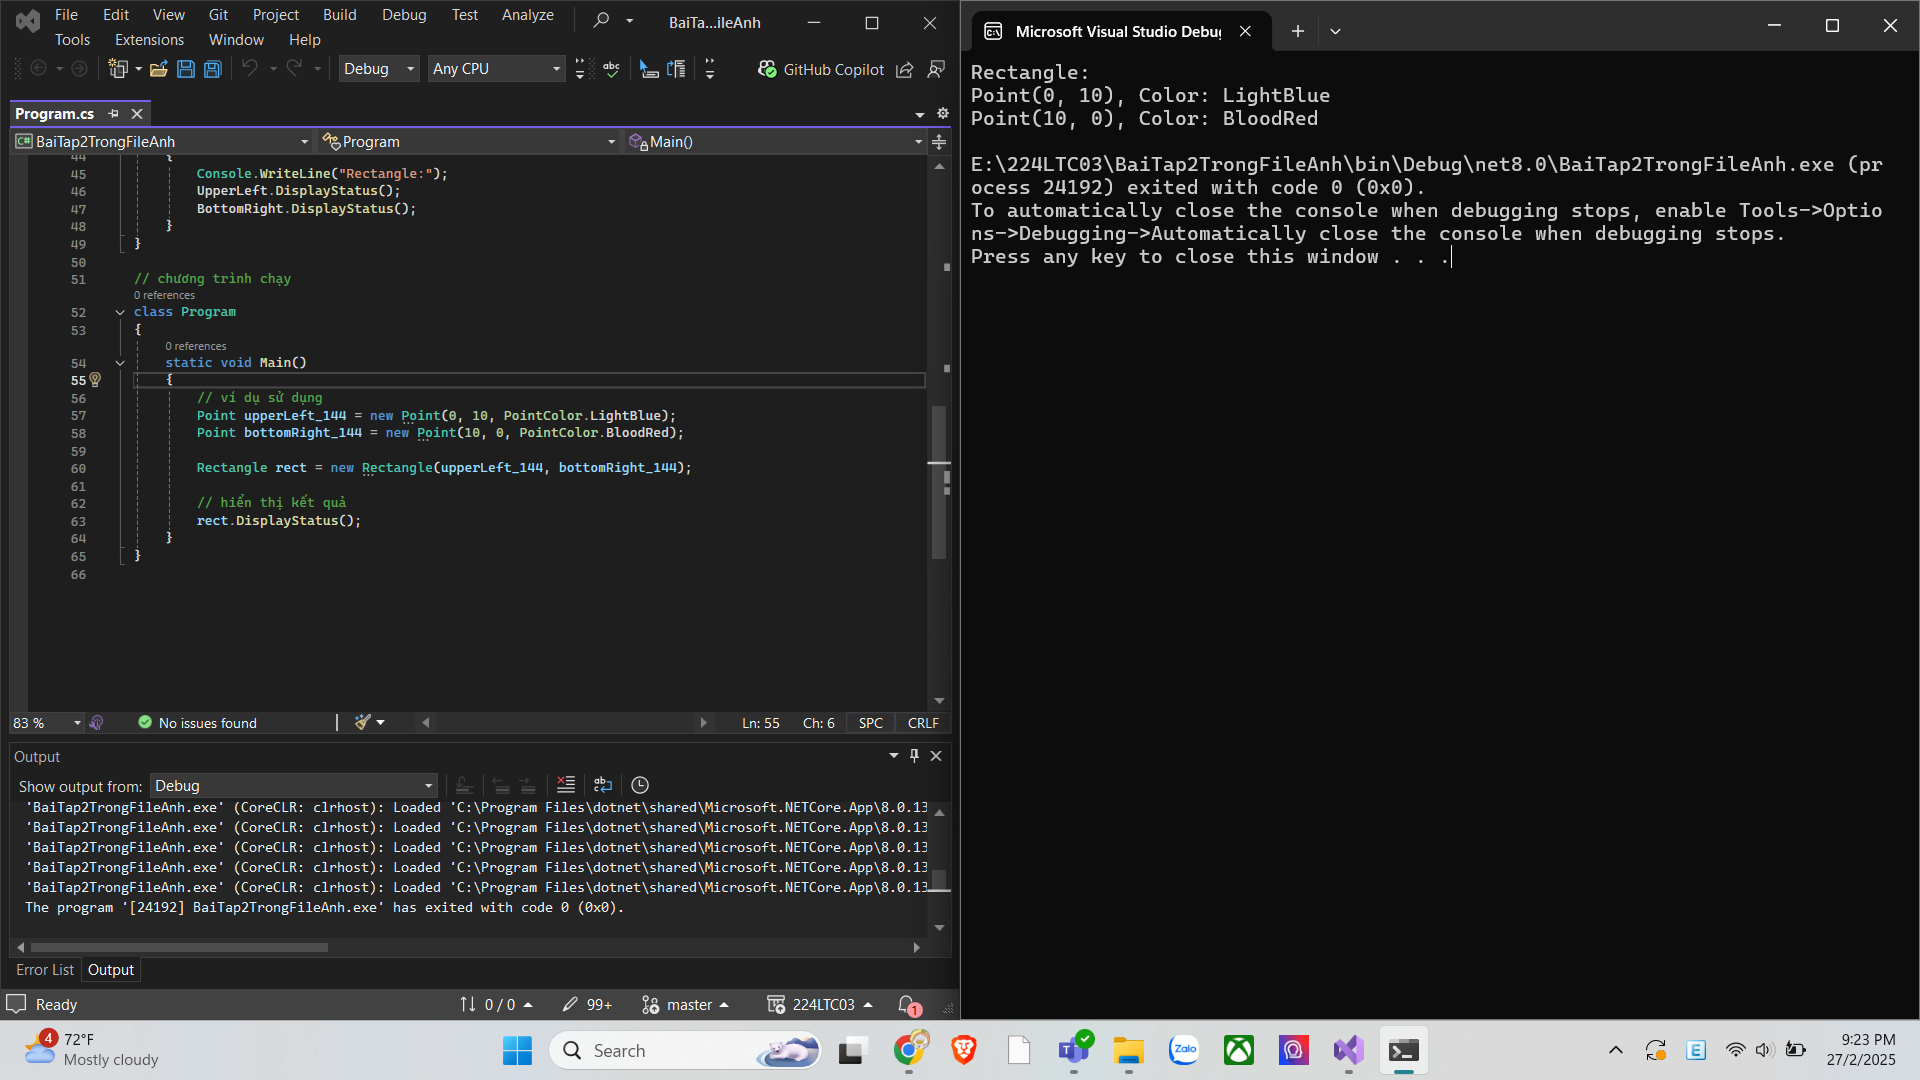 File Edit View Git Project Build Debug Test Analyze BaiTa...ileAnh
Tools Extensions Window Help
Debug Any CPU GitHub Copilot
Program.cs
BaiTap2TrongFileAnh Program Main()
44 {
45 Console.WriteLine("Rectangle:");
46 UpperLeft.DisplayStatus();
47 BottomRight.DisplayStatus();
48 }
49 }
50
51 // chương trình chạy
0 references
52 class Program
53 {
0 references
54 static void Main()
55 {
56 // ví dụ sử dụng
57 Point upperLeft_144 = new Point(0, 10, PointColor.LightBlue);
58 Point bottomRight_144 = new Point(10, 0, PointColor.BloodRed);
59
60 Rectangle rect = new Rectangle(upperLeft_144, bottomRight_144);
61
62 // hiển thị kết quả
63 rect.DisplayStatus();
64 }
65 }
66
83 % No issues found Ln: 55 Ch: 6 SPC CRLF
Output
Show output from: Debug
'BaiTap2TrongFileAnh.exe' (CoreCLR: clrhost): Loaded 'C:\Program Files\dotnet\shared\Microsoft.NETCore.App\8.0.13
'BaiTap2TrongFileAnh.exe' (CoreCLR: clrhost): Loaded 'C:\Program Files\dotnet\shared\Microsoft.NETCore.App\8.0.13
'BaiTap2TrongFileAnh.exe' (CoreCLR: clrhost): Loaded 'C:\Program Files\dotnet\shared\Microsoft.NETCore.App\8.0.13
'BaiTap2TrongFileAnh.exe' (CoreCLR: clrhost): Loaded 'C:\Program Files\dotnet\shared\Microsoft.NETCore.App\8.0.13
'BaiTap2TrongFileAnh.exe' (CoreCLR: clrhost): Loaded 'C:\Program Files\dotnet\shared\Microsoft.NETCore.App\8.0.13
The program '[24192] BaiTap2TrongFileAnh.exe' has exited with code 0 (0x0).
Error List Output
Ready 0 / 0 99+ master 224LTC03 1
Microsoft Visual Studio Debug
Rectangle:
Point(0, 10), Color: LightBlue
Point(10, 0), Color: BloodRed
E:\224LTC03\BaiTap2TrongFileAnh\bin\Debug\net8.0\BaiTap2TrongFileAnh.exe (pr
ocess 24192) exited with code 0 (0x0).
To automatically close the console when debugging stops, enable Tools->Optio
ns->Debugging->Automatically close the console when debugging stops.
Press any key to close this window . . .
4 72°F
Mostly cloudy
Search
Zalo
9:23 PM
27/2/2025